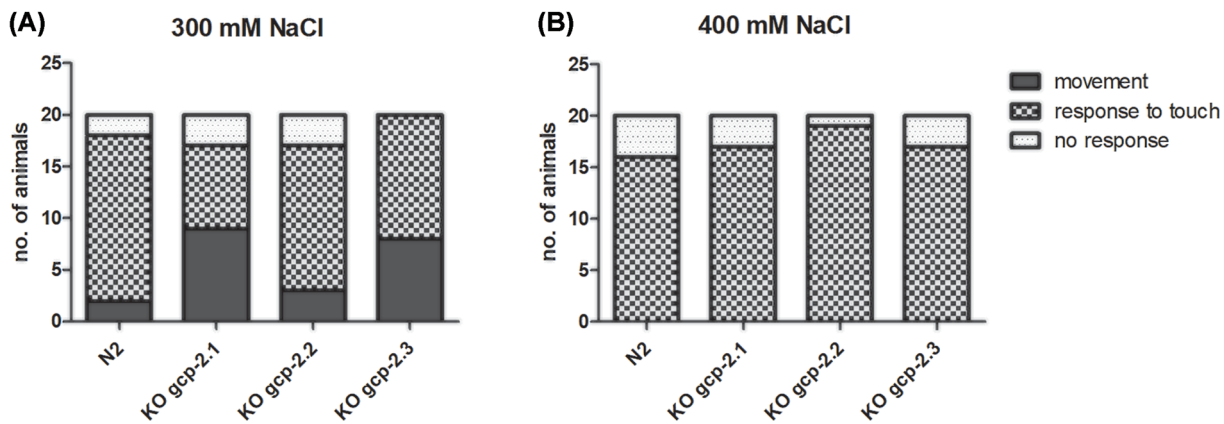 (A)
300 mM NaCl
no. of animals
25
20
15
10
5
0
N2
KO gcp-2.1
KO gcp-2.2
KO gcp-2.3
(B)
400 mM NaCl
no. of animals
25
20
15
10
5
0
N2
KO gcp-2.1
KO gcp-2.2
KO gcp-2.3
movement
response to touch
no response